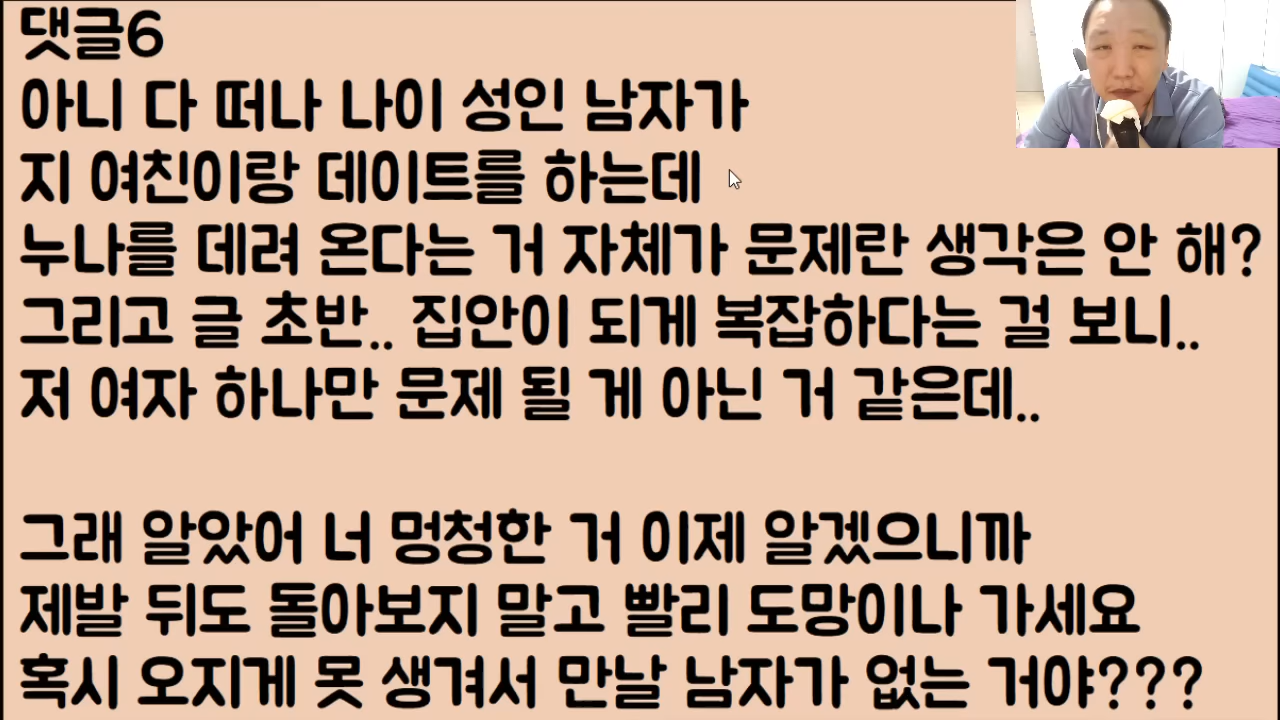 댓글6
아니 다 떠나 나이 성인 남자가
지 여친이랑 데이트를 하는데
누나를 데려 온다는 거 자체가 문제란 생각은 안 해?
그리고 글 초반.. 집안이 되게 복잡하다는 걸 보니..
저 여자 하나만 문제 될 게 아닌 거 같은데..
그래 알았어 너 멍청한 거 이제 알겠으니까
제발 뒤도 돌아보지 말고 빨리 도망이나 가세요
혹시 오지게 못 생겨서 만날 남자가 없는 거야???